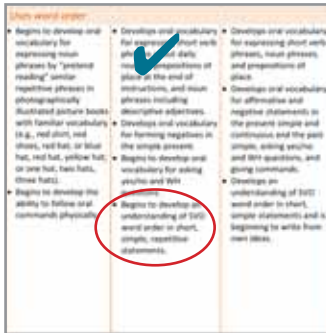 Uses word order
• Begins to develop oral
vocabulary for
expressing noun
phrases by "pretend
reading" similar
repetitive phrases in
photographically
illustrated picture books
with familiar vocabulary
(e.g., red shirt, red
shoes, red hat, or blue
hat, red hat, yellow hat,
or one hat, two hats,
three hats).
• Begins to develop the
ability to follow oral
commands physically.
• Develops oral vocabulary
for expressing short verb
phrases about daily
prepositions of
place at the end of
instructions, and noun
phrases including
descriptive adjectives.
• Develops oral vocabulary
for forming negatives in
the simple present.
• Begins to develop oral
vocabulary for asking
yes/no and WH
• Begins to develop an
understanding of SVO
word order in short,
simple, repetitive
statements.
• Develops oral vocabulary
for expressing short verb
phrases, noun phrases,
and prepositions of
place.
• Develops oral vocabulary
for affirmative and
negative statements in
the present simple and
continuous and the past
simple, asking yes/no
and WH questions, and
giving commands.
• Develops an
understanding of SVO
word order in short,
simple statements and is
beginning to write from
own ideas.